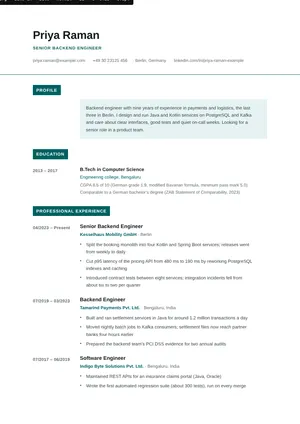 Priya Raman
SENIOR BACKEND ENGINEER
priya.raman@example.com +49 30 23125 456 Berlin, Germany linkedin.com/in/priya-raman-example
PROFILE
Backend engineer with nine years of experience in payments and logistics, the last
three in Berlin. I design and run Java and Kotlin services on PostgreSQL and Kafka
and care about clear interfaces, good tests and quiet on-call weeks. Looking for a
senior role in a product team.
EDUCATION
2013 – 2017
B.Tech in Computer Science
Engineering college, Bengaluru
CGPA 8.6 of 10 (German grade 1.8, modified Bavarian formula, minimum pass mark 5.0)
Comparable to a German bachelor's degree (ZAB Statement of Comparability, 2023)
PROFESSIONAL EXPERIENCE
04/2023 – Present
Senior Backend Engineer
Kesselhaus Mobility GmbH · Berlin
• Split the booking monolith into four Kotlin and Spring Boot services; releases went
from weekly to daily
• Cut p95 latency of the pricing API from 480 ms to 180 ms by reworking PostgreSQL
indexes and caching
• Introduced contract tests between eight services; integration incidents fell from
about six to two per quarter
07/2019 – 03/2023
Backend Engineer
Tamarind Payments Pvt. Ltd. · Bengaluru, India
• Built and ran settlement services in Java for around 1.2 million transactions a day
• Moved nightly batch jobs to Kafka consumers; settlement files now reach partner
banks four hours earlier
• Prepared the backend team's PCI DSS evidence for two annual audits
07/2017 – 06/2019
Software Engineer
Indigo Byte Solutions Pvt. Ltd. · Bengaluru, India
• Maintained REST APIs for an insurance claims portal (Java, Oracle)
• Wrote the first automated regression suite (about 300 tests), run on every merge